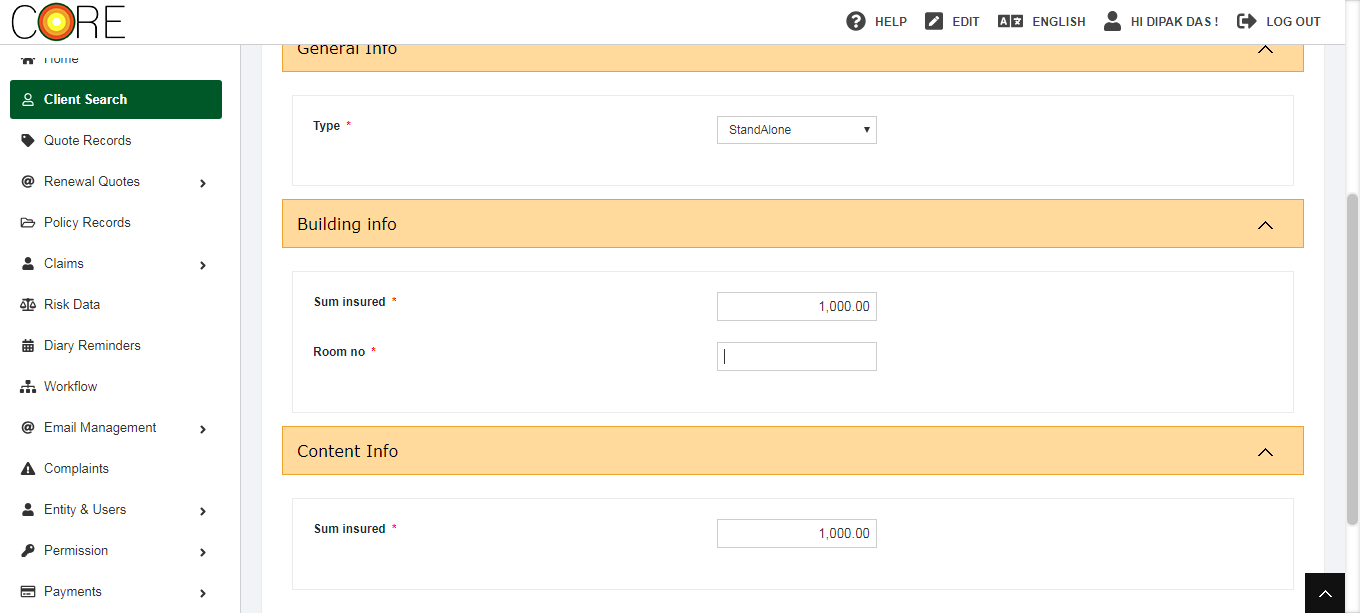 CORE
HELP
EDIT
ENGLISH
HI DIPAK DAS !
LOG OUT
Home
Client Search
Quote Records
Renewal Quotes
Policy Records
Claims
Risk Data
Diary Reminders
Workflow
Email Management
Complaints
Entity & Users
Permission
Payments
General Info
Type *
StandAlone
Building info
Sum insured *
1,000.00
Room no *
Content Info
Sum insured *
1,000.00